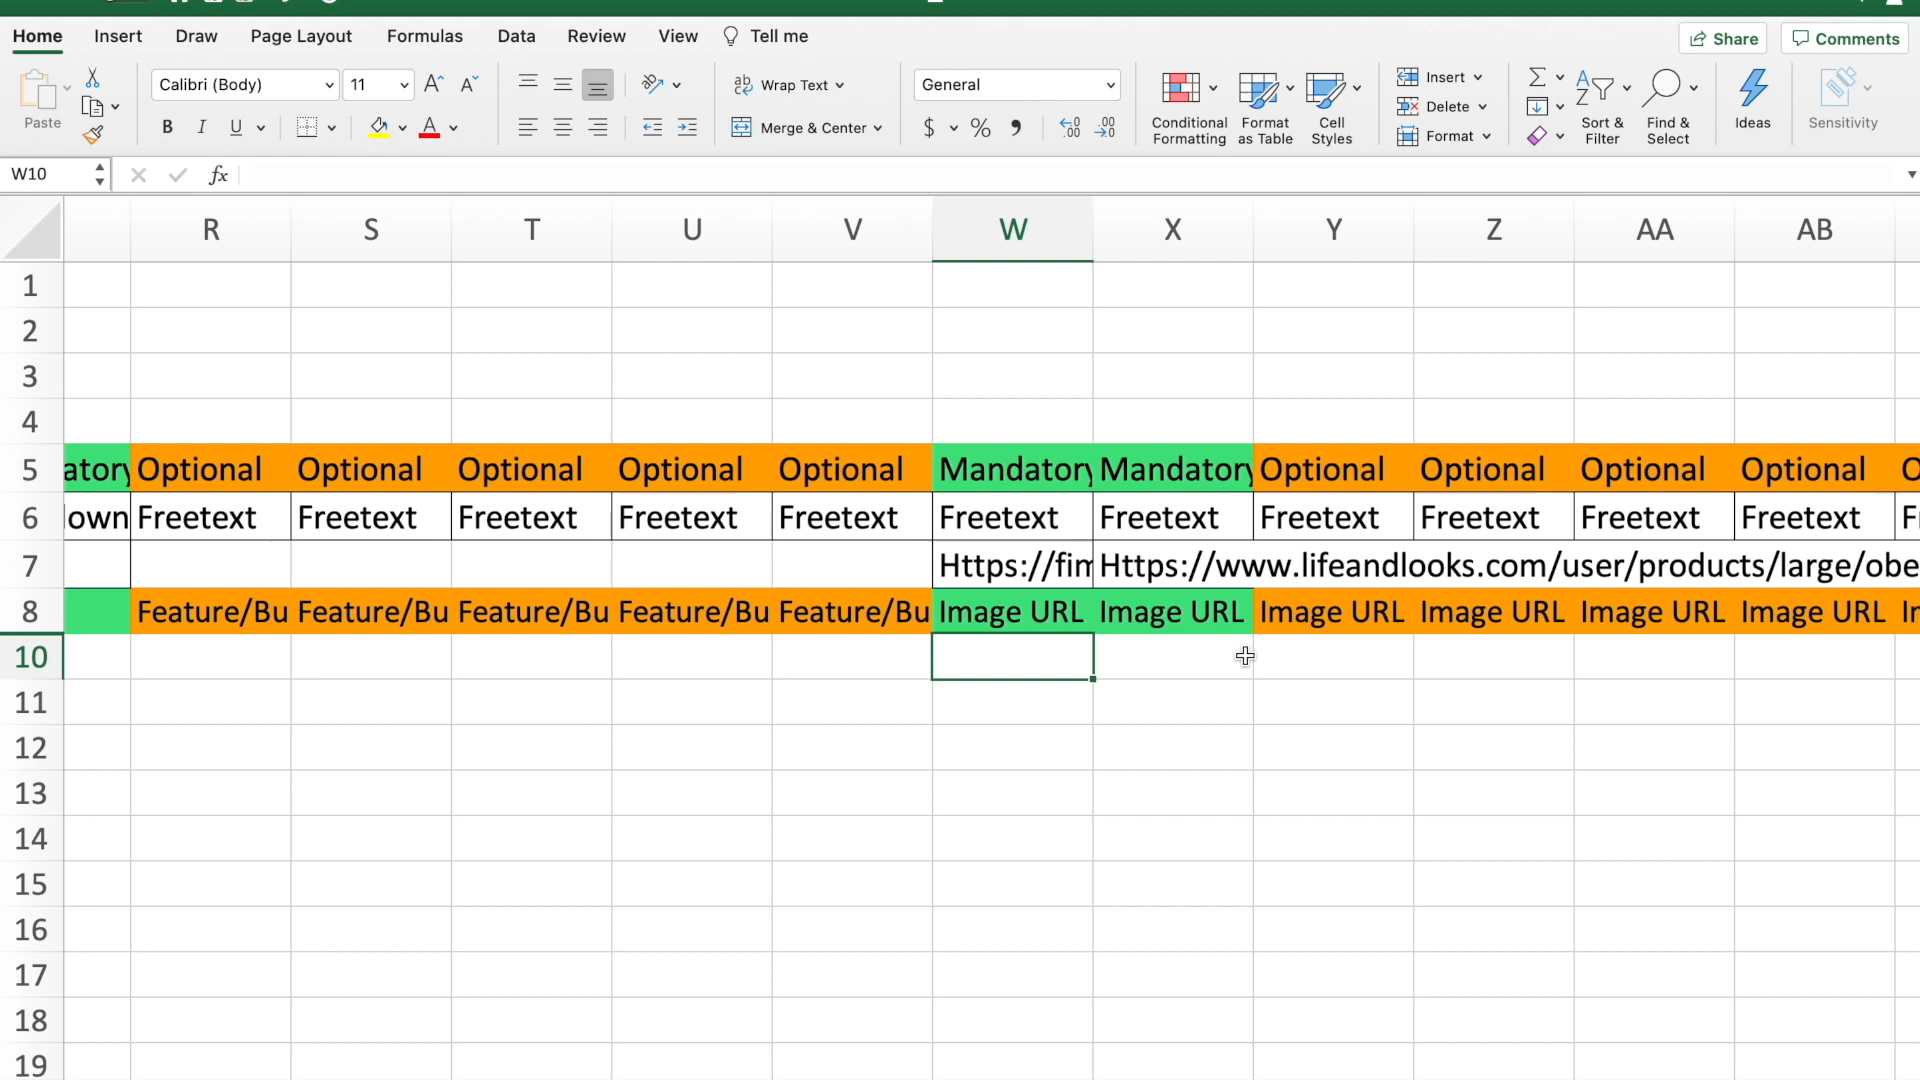 Home Insert Draw Page Layout Formulas Data Review View Tell me Share Comments
Calibri (Body) 11 Wrap Text General Insert
Paste Conditional Formatting Format as Table Cell Styles Delete Sort & Filter Find & Select Ideas Sensitivity
B I U A Merge & Center $ % Format
W10 fx
R S T U V W X Y Z AA AB
1
2
3
4
5 atory Optional Optional Optional Optional Optional Mandatory Mandatory Optional Optional Optional Optional O
6 down Freetext Freetext Freetext Freetext Freetext Freetext Freetext Freetext Freetext Freetext Freetext F
7 Https://fim Https://www.lifeandlooks.com/user/products/large/obe
8 Feature/Bu Feature/Bu Feature/Bu Feature/Bu Feature/Bu Image URL Image URL Image URL Image URL Image URL Image URL
10
11
12
13
14
15
16
17
18
19